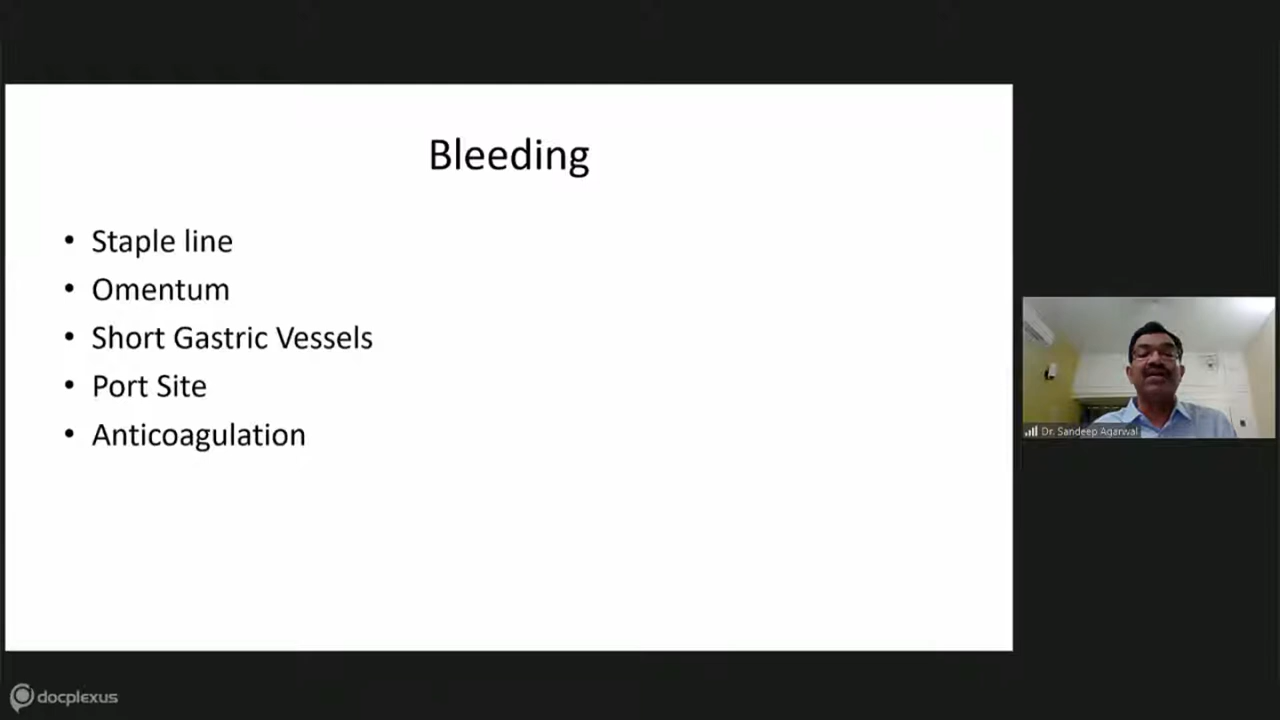 Bleeding
• Staple line
• Omentum
• Short Gastric Vessels
• Port Site
• Anticoagulation
Dr. Sandeep Agarwal
docplexus